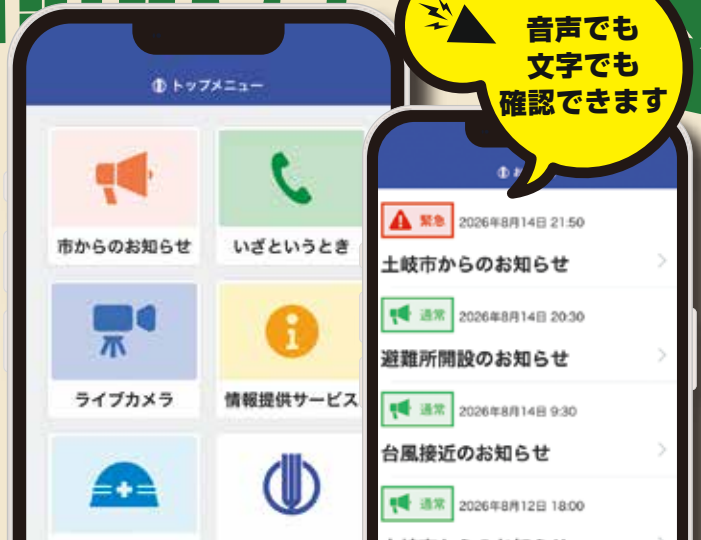 音声でも
文字でも
確認できます
トップメニュー
市からのお知らせ
いざというとき
ライブカメラ
情報提供サービス
緊急 2026年8月14日 21:50
土岐市からのお知らせ
通常 2026年8月14日 20:30
避難所開設のお知らせ
通常 2026年8月14日 9:30
台風接近のお知らせ
通常 2026年8月12日 18:00